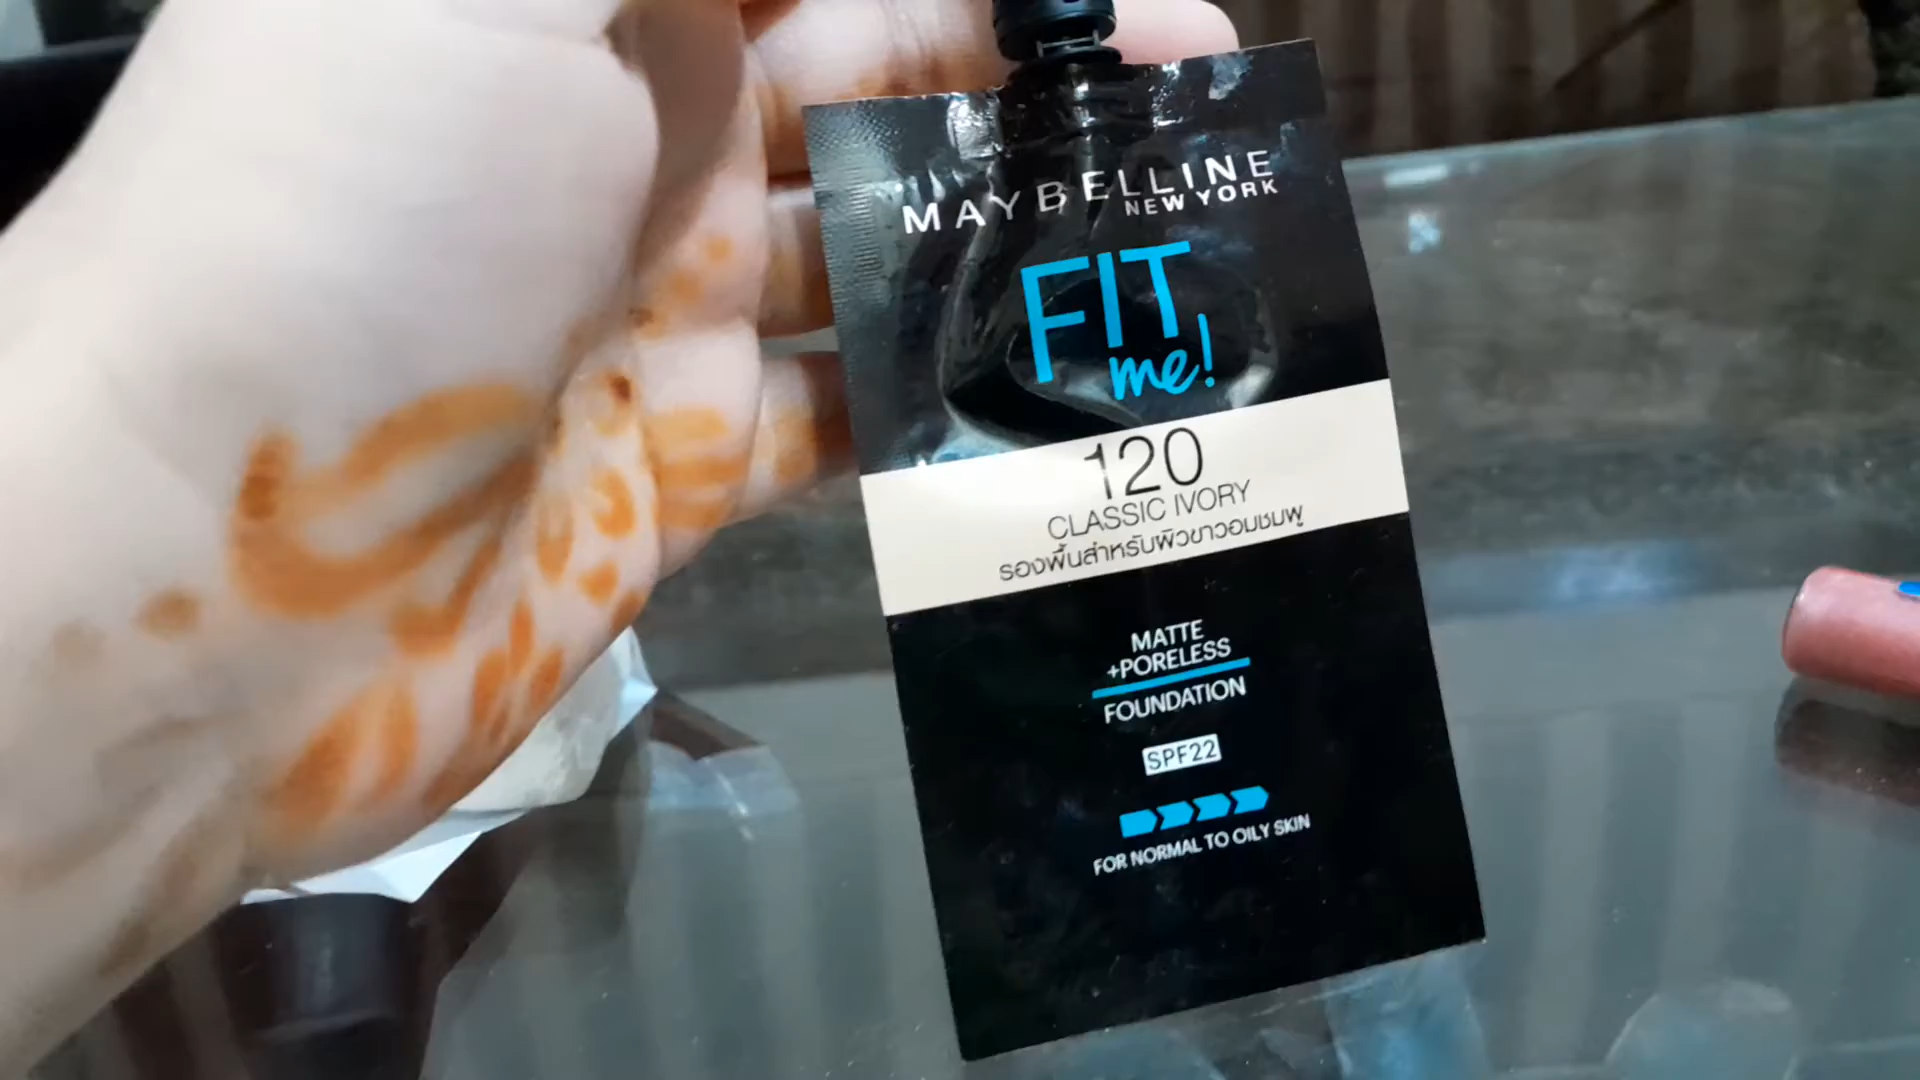 MAYBELLINE
NEW YORK
FIT
me!
120
CLASSIC IVORY
รองพื้นสำหรับผิวขาวอมชมพู
MATTE
+PORELESS
FOUNDATION
SPF22
FOR NORMAL TO OILY SKIN